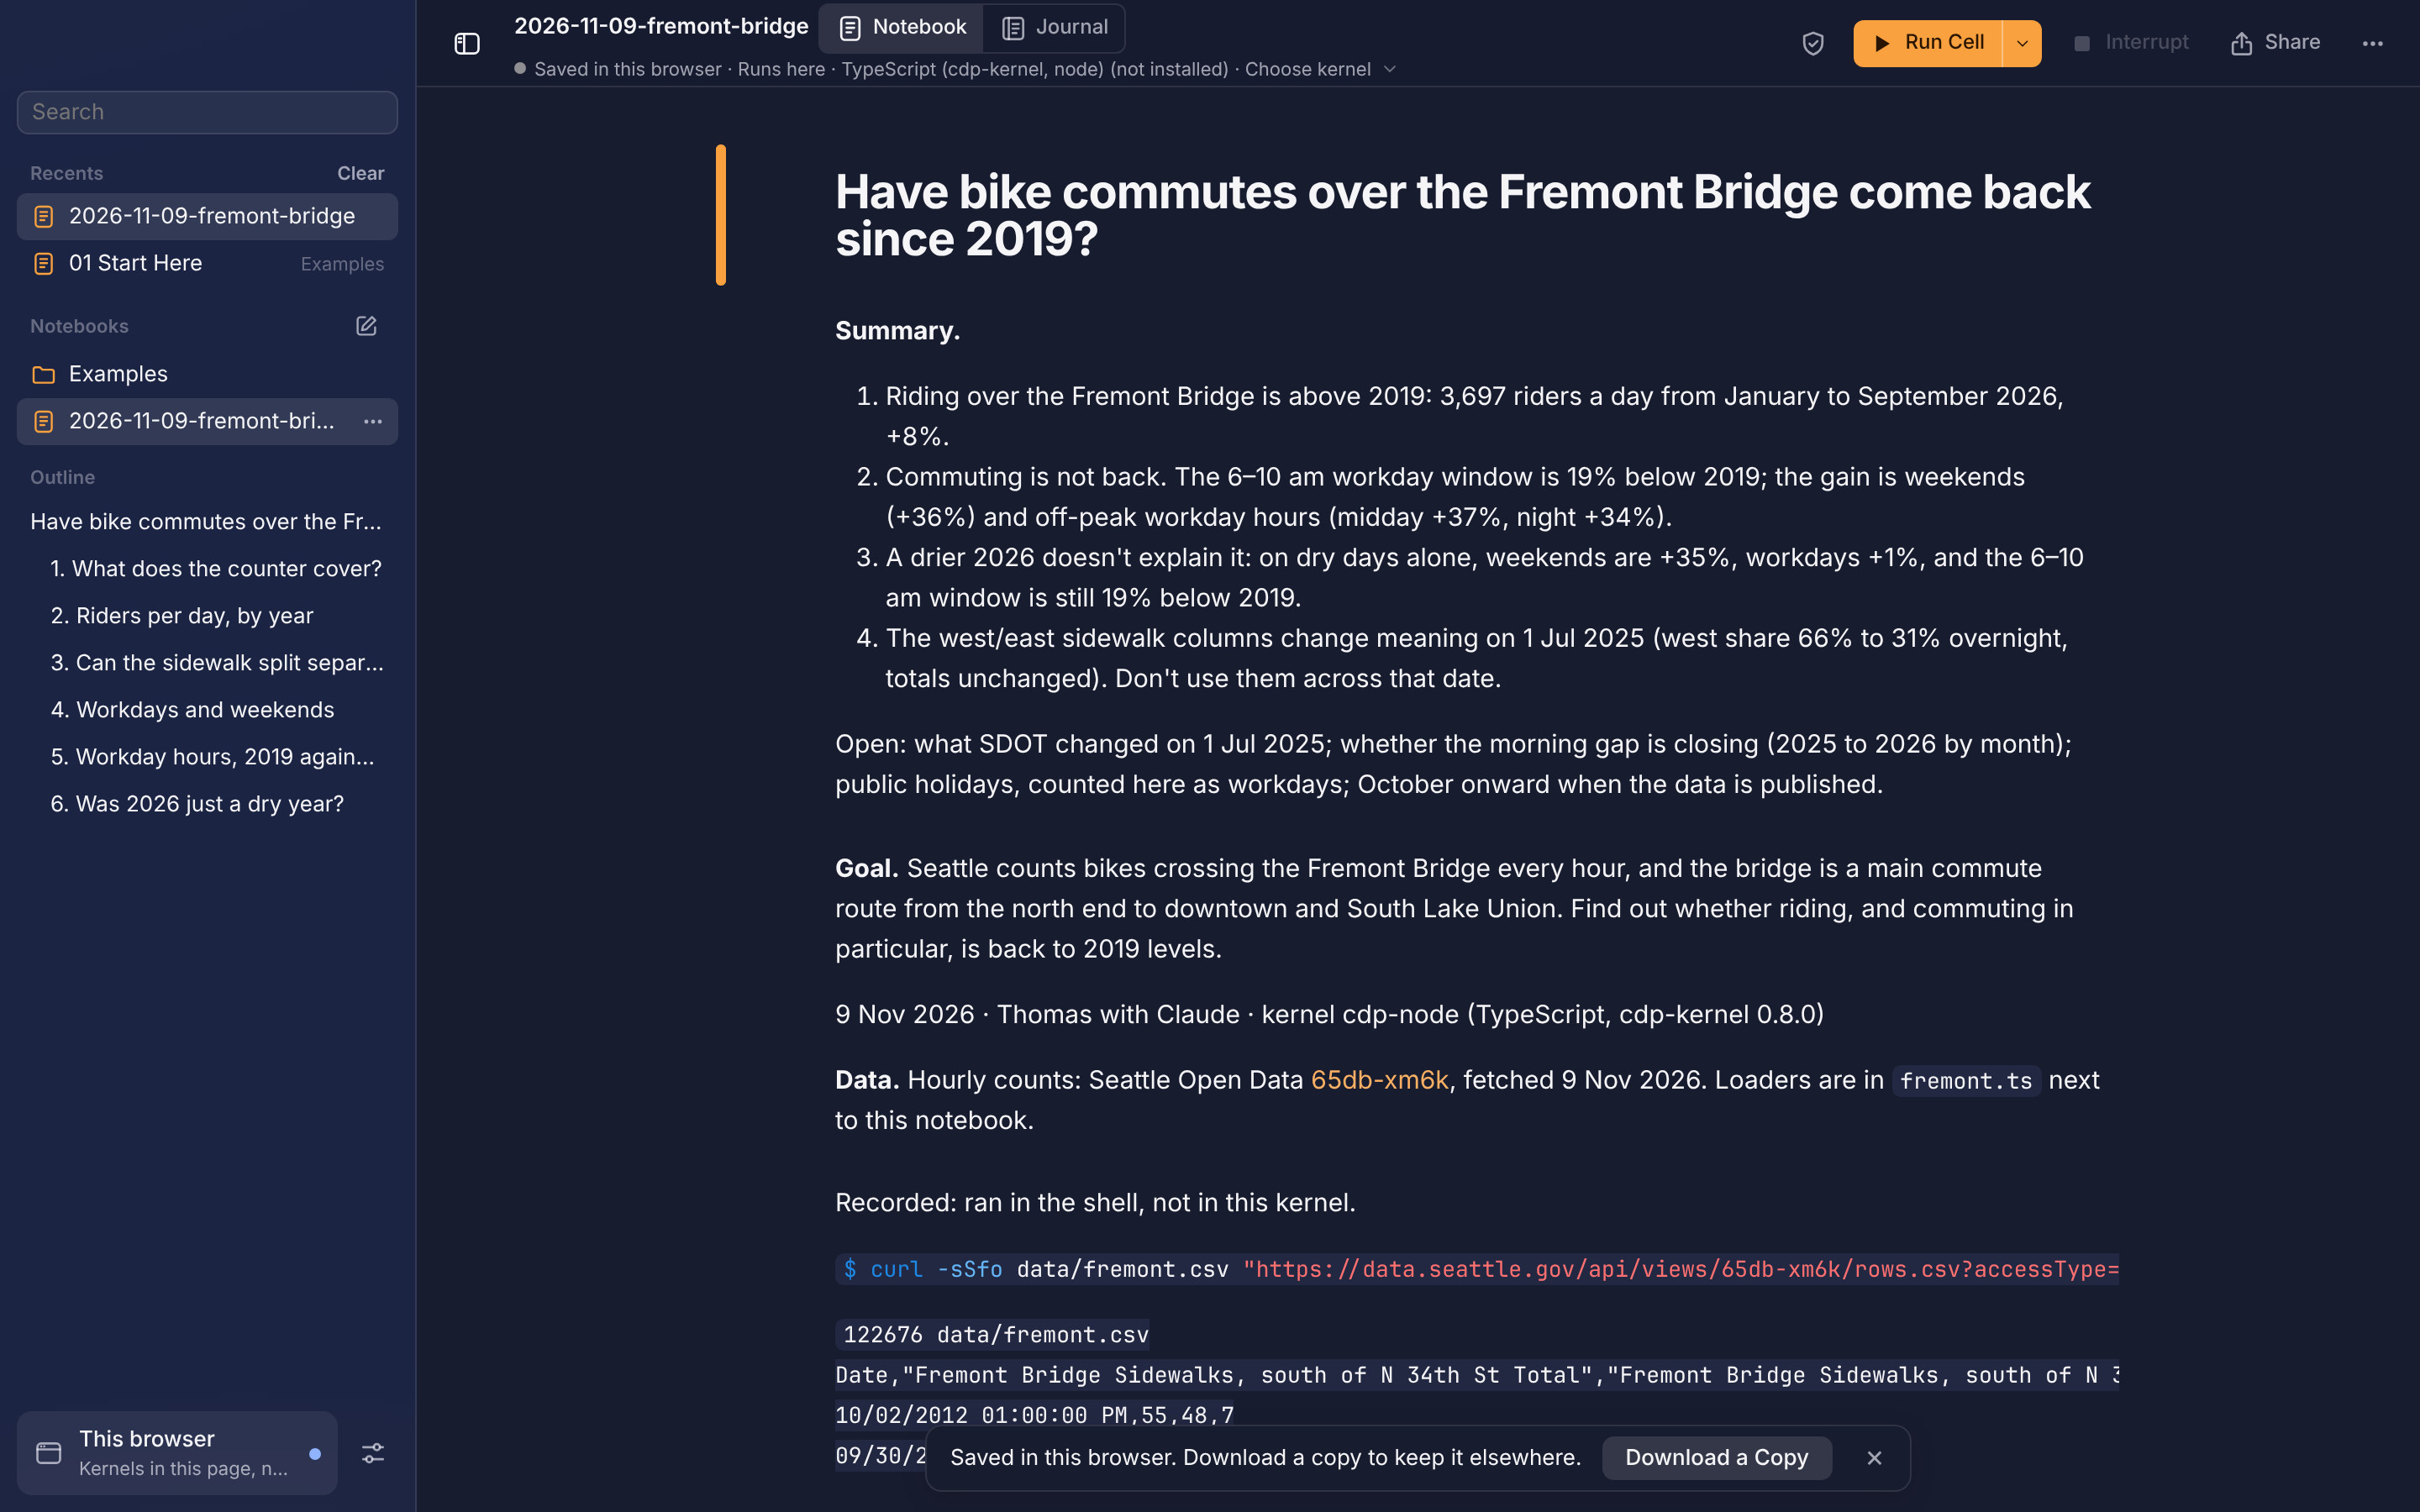 Search
Recents
Clear
2026-11-09-fremont-bridge
01 Start Here
Examples
Notebooks
Examples
2026-11-09-fremont-bri...
Outline
Have bike commutes over the Fr...
1. What does the counter cover?
2. Riders per day, by year
3. Can the sidewalk split separ...
4. Workdays and weekends
5. Workday hours, 2019 again...
6. Was 2026 just a dry year?
This browser
Kernels in this page, n...
2026-11-09-fremont-bridge
Notebook
Journal
Saved in this browser · Runs here · TypeScript (cdp-kernel, node) (not installed) · Choose kernel
Run Cell
Interrupt
Share
Have bike commutes over the Fremont Bridge come back
since 2019?
Summary.
1. Riding over the Fremont Bridge is above 2019: 3,697 riders a day from January to September 2026,
+8%.
2. Commuting is not back. The 6–10 am workday window is 19% below 2019; the gain is weekends
(+36%) and off-peak workday hours (midday +37%, night +34%).
3. A drier 2026 doesn't explain it: on dry days alone, weekends are +35%, workdays +1%, and the 6–10
am window is still 19% below 2019.
4. The west/east sidewalk columns change meaning on 1 Jul 2025 (west share 66% to 31% overnight,
totals unchanged). Don't use them across that date.
Open: what SDOT changed on 1 Jul 2025; whether the morning gap is closing (2025 to 2026 by month);
public holidays, counted here as workdays; October onward when the data is published.
Goal. Seattle counts bikes crossing the Fremont Bridge every hour, and the bridge is a main commute
route from the north end to downtown and South Lake Union. Find out whether riding, and commuting in
particular, is back to 2019 levels.
9 Nov 2026 · Thomas with Claude · kernel cdp-node (TypeScript, cdp-kernel 0.8.0)
Data. Hourly counts: Seattle Open Data 65db-xm6k, fetched 9 Nov 2026. Loaders are in fremont.ts next
to this notebook.
Recorded: ran in the shell, not in this kernel.
$ curl -sSfo data/fremont.csv "https://data.seattle.gov/api/views/65db-xm6k/rows.csv?accessType=
122676 data/fremont.csv
Date,"Fremont Bridge Sidewalks, south of N 34th St Total","Fremont Bridge Sidewalks, south of N 3
10/02/2012 01:00:00 PM,55,48,7
09/30/2
Saved in this browser. Download a copy to keep it elsewhere.
Download a Copy